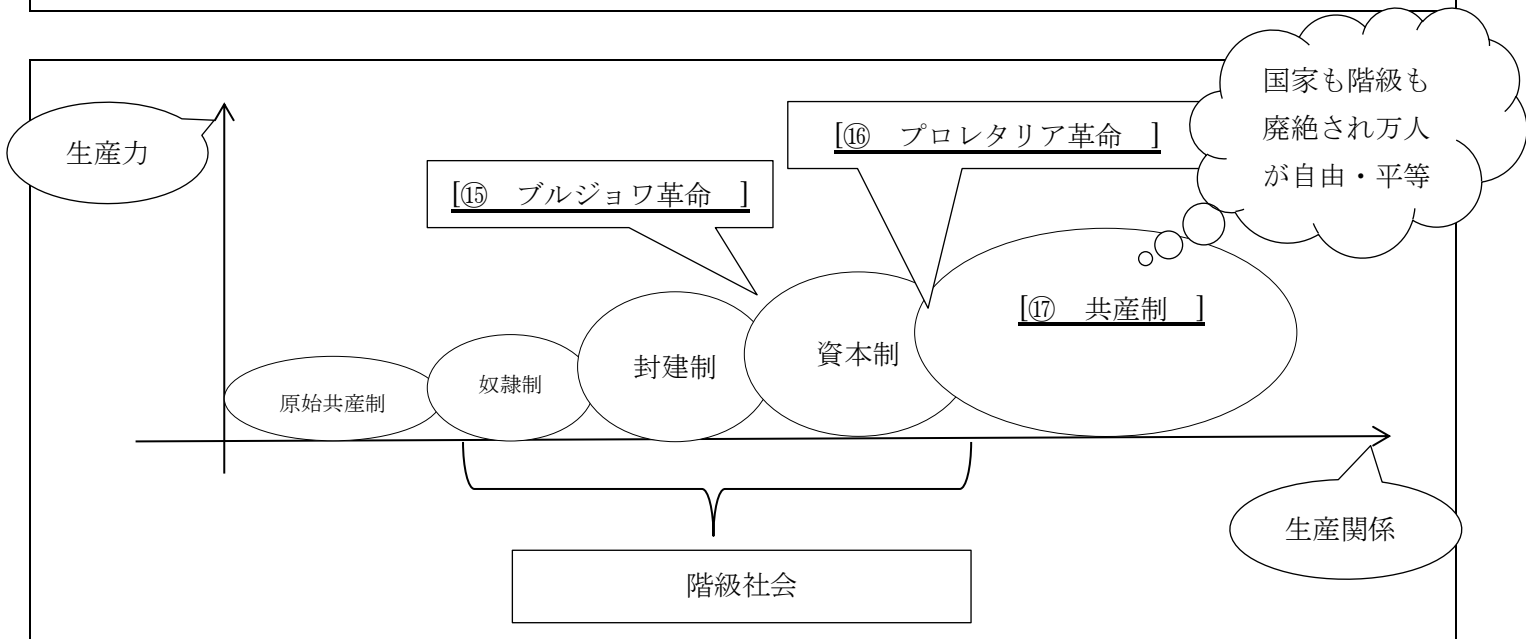 国家も階級も
廃絶され万人
が自由・平等
生産力
[⑯　プロレタリア革命　]
[⑮　ブルジョワ革命　]
[⑰　共産制　]
資本制
封建制
奴隷制
原始共産制
生産関係
階級社会